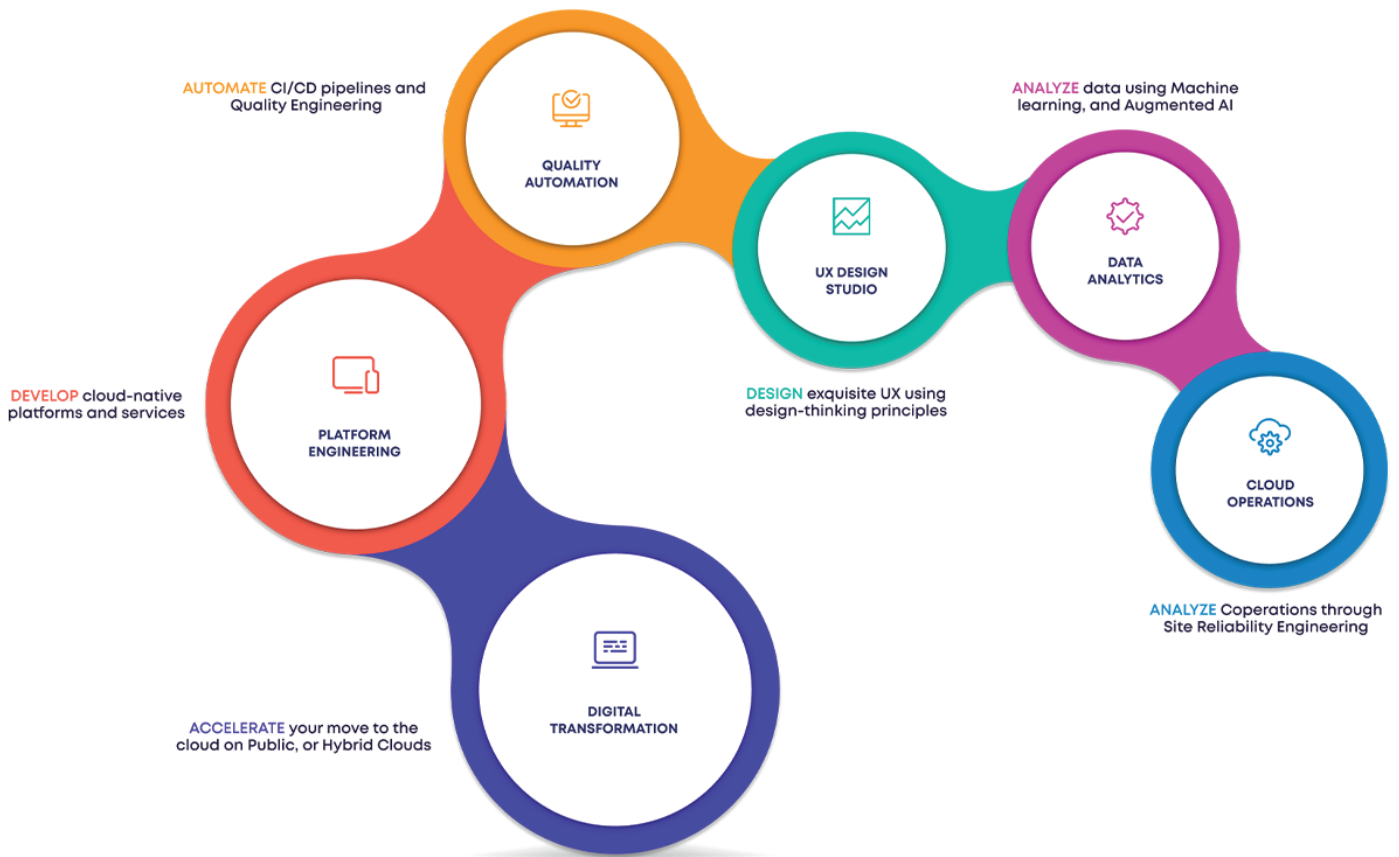 AUTOMATE CI/CD pipelines and
Quality Engineering
QUALITY
AUTOMATION
ANALYZE data using Machine
learning, and Augmented AI
UX DESIGN
STUDIO
DATA
ANALYTICS
DEVELOP cloud-native
platforms and services
PLATFORM
ENGINEERING
DESIGN exquisite UX using
design-thinking principles
CLOUD
OPERATIONS
ANALYZE Coperations through
Site Reliability Engineering
ACCELERATE your move to the
cloud on Public, or Hybrid Clouds
DIGITAL
TRANSFORMATION